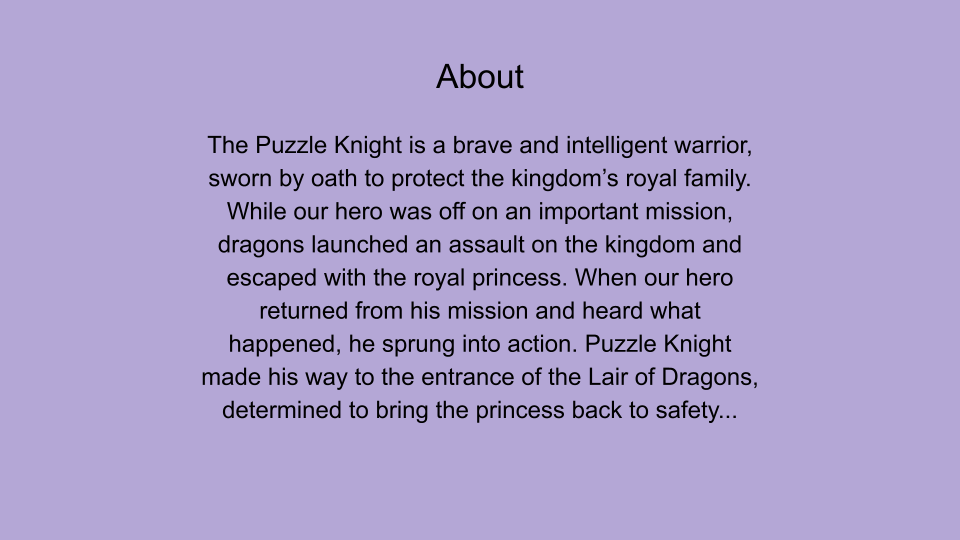 About
The Puzzle Knight is a brave and intelligent warrior,
sworn by oath to protect the kingdom’s royal family.
While our hero was off on an important mission,
dragons launched an assault on the kingdom and
escaped with the royal princess. When our hero
returned from his mission and heard what
happened, he sprung into action. Puzzle Knight
made his way to the entrance of the Lair of Dragons,
determined to bring the princess back to safety...